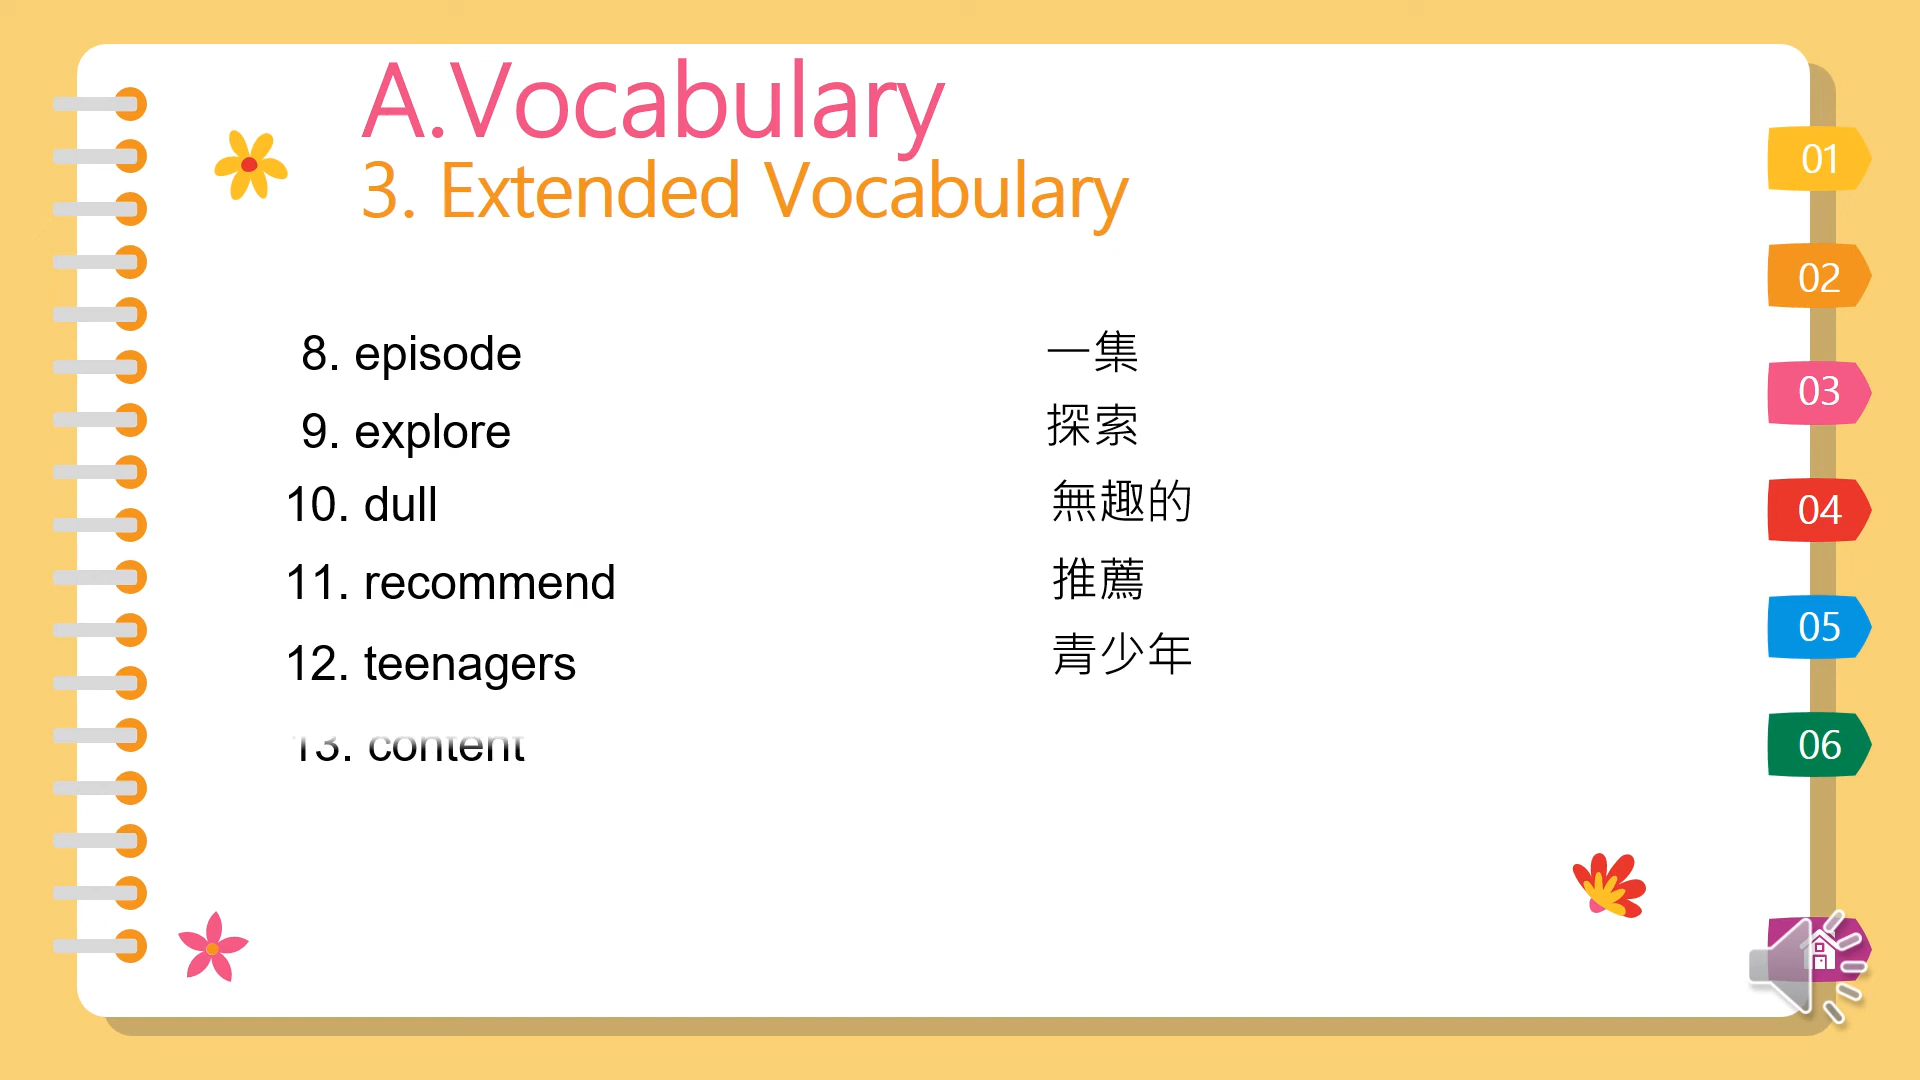 A.Vocabulary
3. Extended Vocabulary
8. episode 一集
9. explore 探索
10. dull 無趣的
11. recommend 推薦
12. teenagers 青少年
13. content
01
02
03
04
05
06